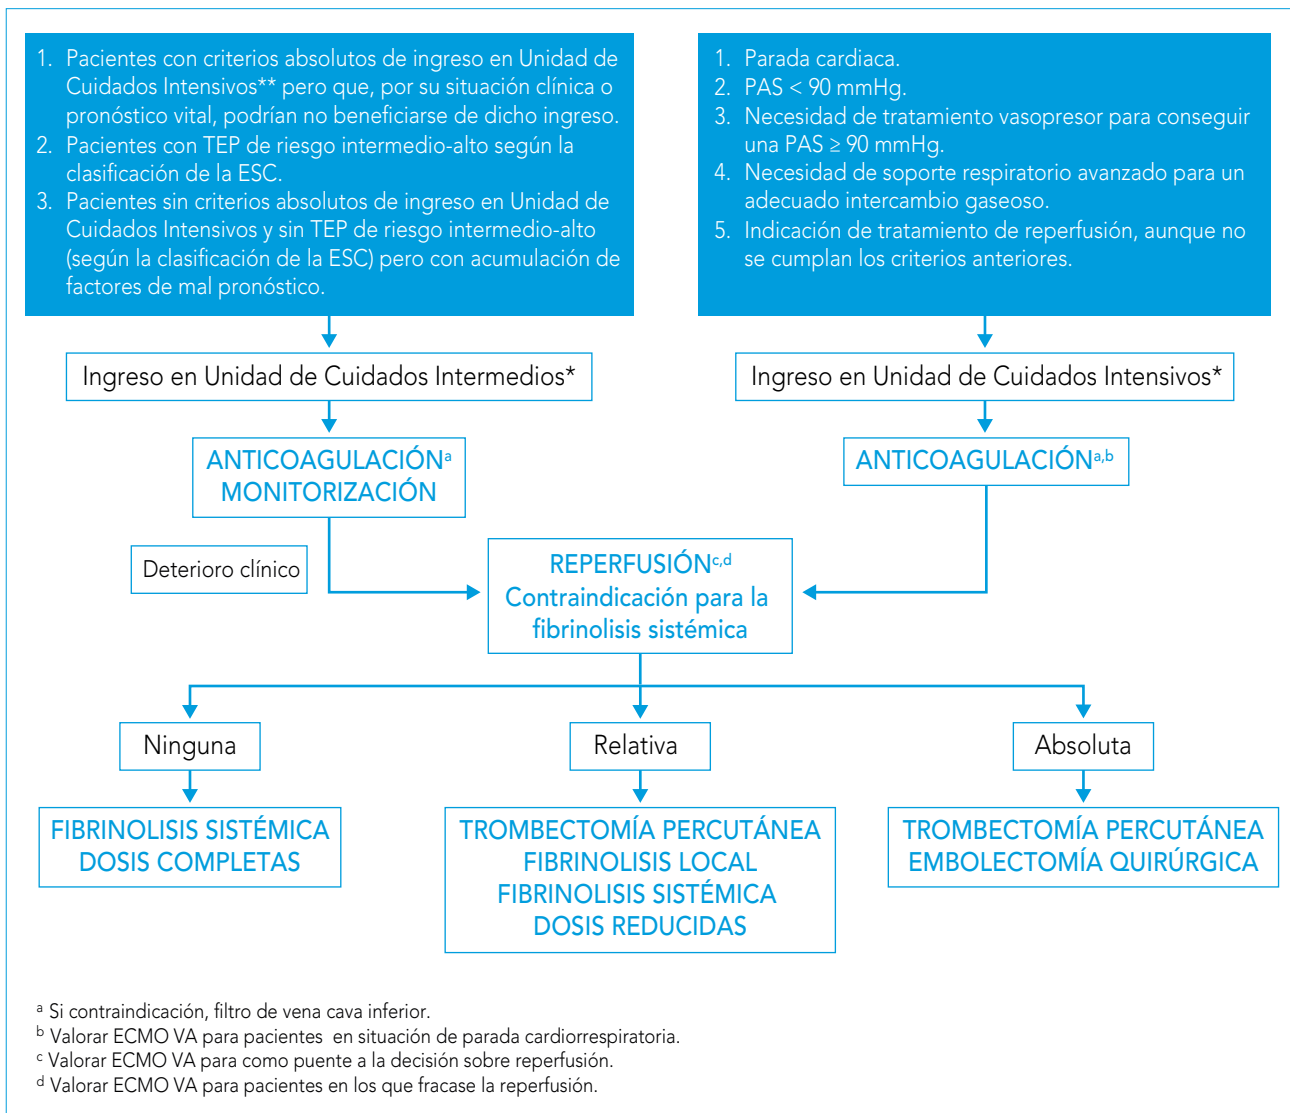 1. Pacientes con criterios absolutos de ingreso en Unidad de
Cuidados Intensivos** pero que, por su situación clínica o
pronóstico vital, podrían no beneficiarse de dicho ingreso.
2. Pacientes con TEP de riesgo intermedio-alto según la
clasificación de la ESC.
3. Pacientes sin criterios absolutos de ingreso en Unidad de
Cuidados Intensivos y sin TEP de riesgo intermedio-alto
(según la clasificación de la ESC) pero con acumulación de
factores de mal pronóstico.
1. Parada cardiaca.
2. PAS < 90 mmHg.
3. Necesidad de tratamiento vasopresor para conseguir
una PAS ≥ 90 mmHg.
4. Necesidad de soporte respiratorio avanzado para un
adecuado intercambio gaseoso.
5. Indicación de tratamiento de reperfusión, aunque no
se cumplan los criterios anteriores.
Ingreso en Unidad de Cuidados Intermedios*
Ingreso en Unidad de Cuidados Intensivos*
ANTICOAGULACIÓNᵃ
MONITORIZACIÓN
ANTICOAGULACIÓNᵃ,ᵇ
Deterioro clínico
REPERFUSIÓNᶜ,ᵈ
Contraindicación para la
fibrinolisis sistémica
Ninguna
Relativa
Absoluta
FIBRINOLISIS SISTÉMICA
DOSIS COMPLETAS
TROMBECTOMÍA PERCUTÁNEA
FIBRINOLISIS LOCAL
FIBRINOLISIS SISTÉMICA
DOSIS REDUCIDAS
TROMBECTOMÍA PERCUTÁNEA
EMBOLECTOMÍA QUIRÚRGICA
ᵃ Si contraindicación, filtro de vena cava inferior.
ᵇ Valorar ECMO VA para pacientes en situación de parada cardiorrespiratoria.
ᶜ Valorar ECMO VA para como puente a la decisión sobre reperfusión.
ᵈ Valorar ECMO VA para pacientes en los que fracase la reperfusión.